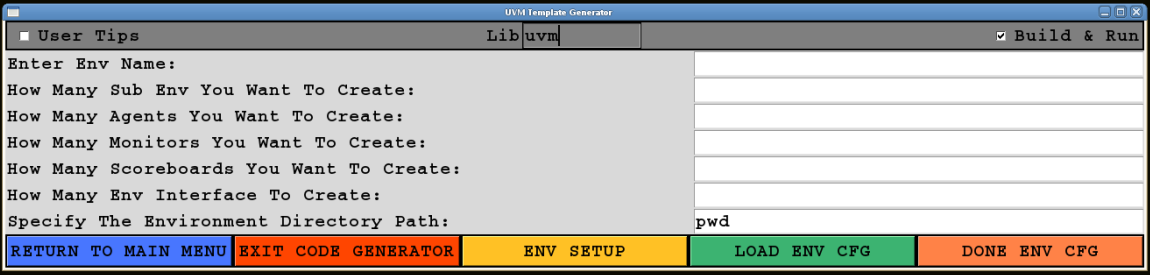 UVM Template Generator
User Tips Lib uvm Build & Run
Enter Env Name:
How Many Sub Env You Want To Create:
How Many Agents You Want To Create:
How Many Monitors You Want To Create:
How Many Scoreboards You Want To Create:
How Many Env Interface To Create:
Specify The Environment Directory Path: pwd
RETURN TO MAIN MENU EXIT CODE GENERATOR ENV SETUP LOAD ENV CFG DONE ENV CFG